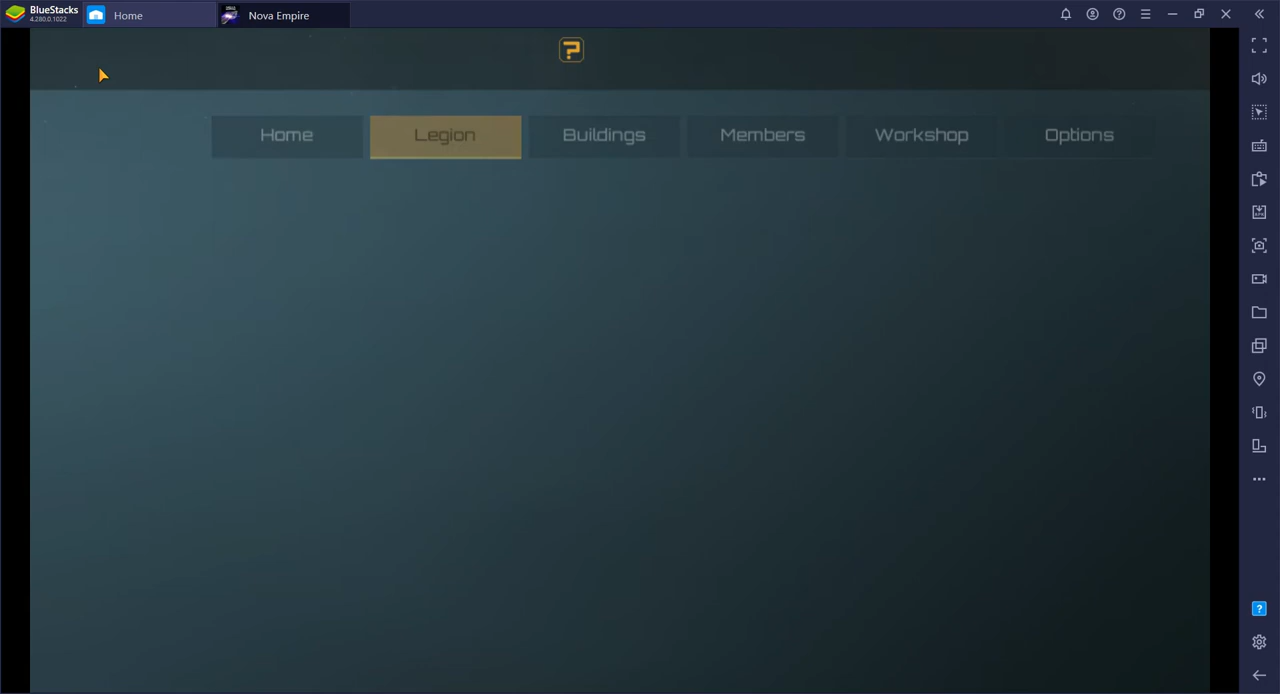 BlueStacks
4.280.0.1022
Home
Nova Empire
?
Home
Legion
Buildings
Members
Workshop
Options
?